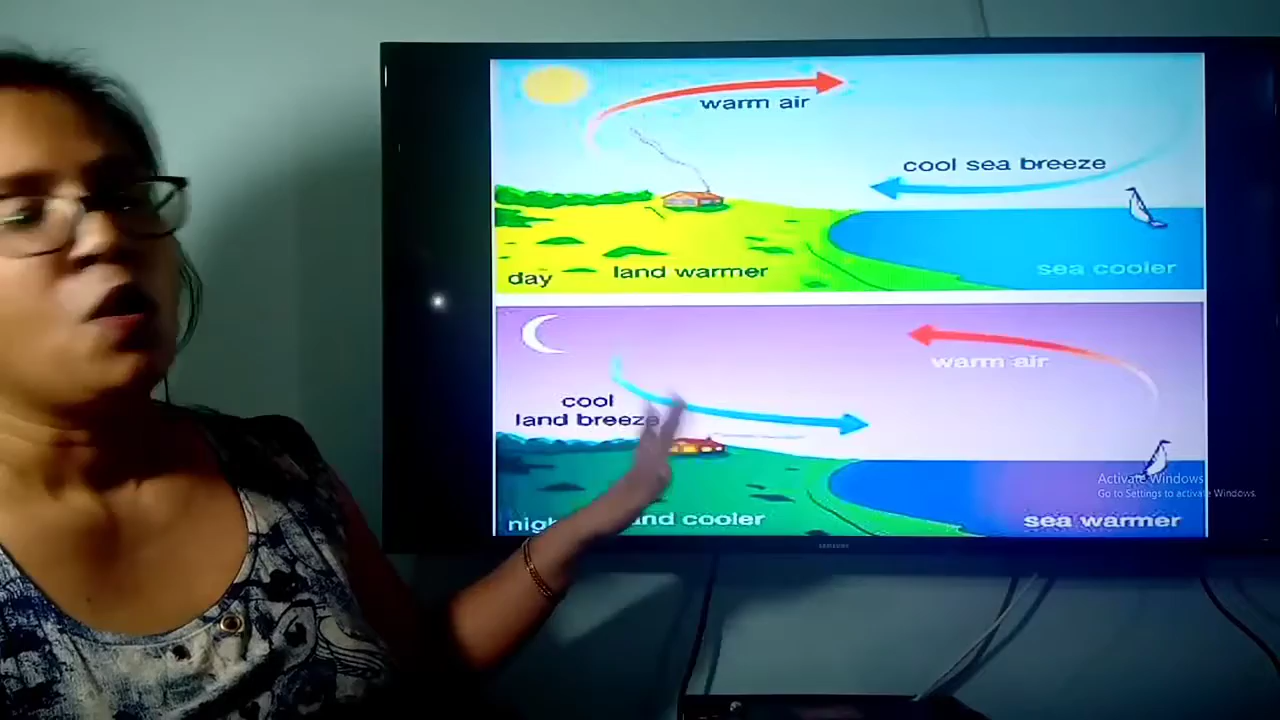 warm air
cool sea breeze
day
land warmer
sea cooler
warm air
cool
land breeze
cooler
sea warmer
Activate Windows
Go to Settings to activate Windows.
SAMSUNG